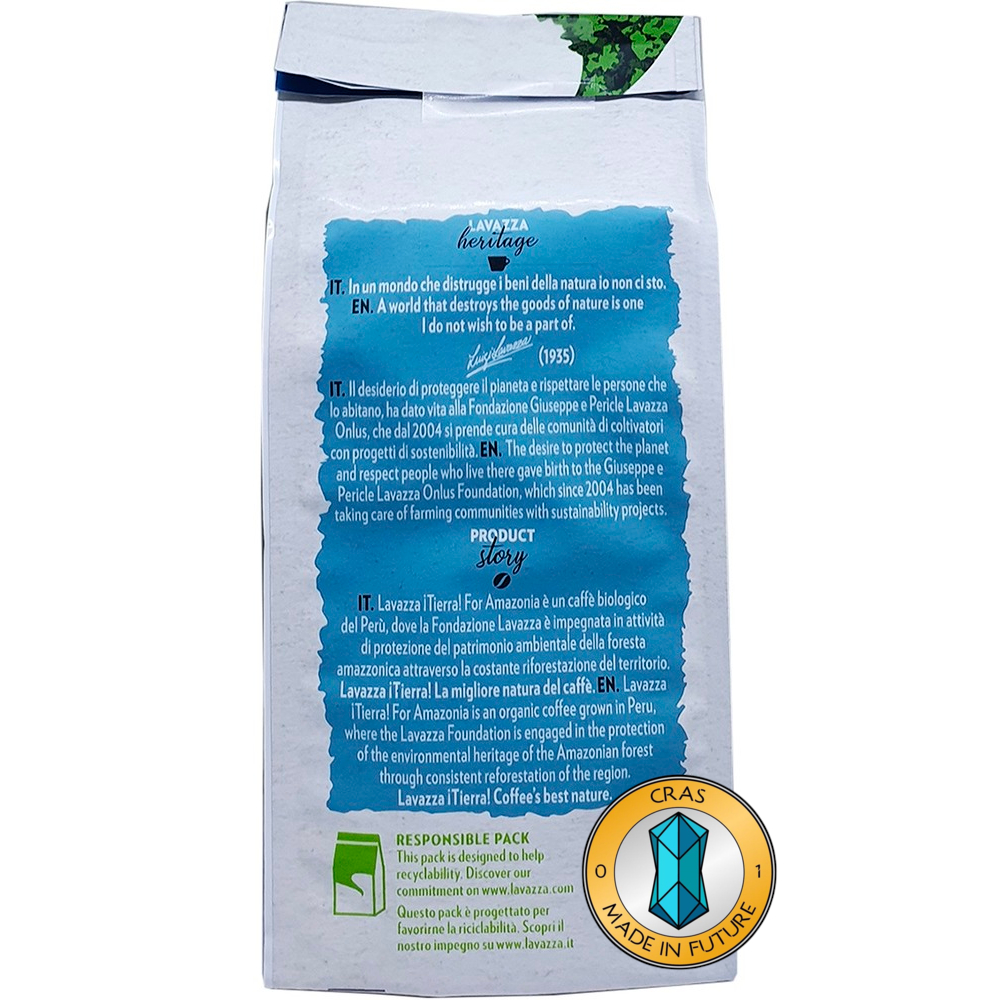 LAVAZZA
heritage
IT. In un mondo che distrugge i beni della natura io non ci sto.
EN. A world that destroys the goods of nature is one
I do not wish to be a part of.
Luigi Lavazza (1935)
IT. Il desiderio di proteggere il pianeta e rispettare le persone che
lo abitano, ha dato vita alla Fondazione Giuseppe e Pericle Lavazza
Onlus, che dal 2004 si prende cura delle comunità di coltivatori
con progetti di sostenibilità. EN. The desire to protect the planet
and respect people who live there gave birth to the Giuseppe e
Pericle Lavazza Onlus Foundation, which since 2004 has been
taking care of farming communities with sustainability projects.
PRODUCT
story
IT. Lavazza ¡Tierra! For Amazonia è un caffè biologico
del Perù, dove la Fondazione Lavazza è impegnata in attività
di protezione del patrimonio ambientale della foresta
amazzonica attraverso la costante riforestazione del territorio.
Lavazza ¡Tierra! La migliore natura del caffè. EN. Lavazza
¡Tierra! For Amazonia is an organic coffee grown in Peru,
where the Lavazza Foundation is engaged in the protection
of the environmental heritage of the Amazonian forest
through consistent reforestation of the region.
Lavazza ¡Tierra! Coffee's best nature.
RESPONSIBLE PACK
This pack is designed to help
recyclability. Discover our
commitment on www.lavazza.com
Questo pack è progettato per
favorirne la riciclabilità. Scopri il
nostro impegno su www.lavazza.it
CRAS
0 1
MADE IN FUTURE